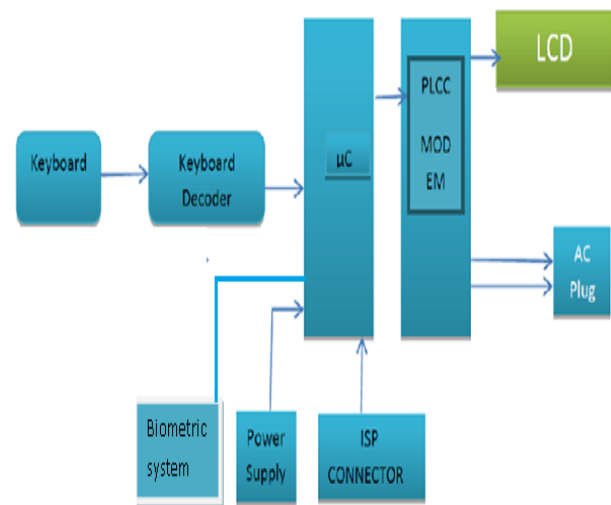 LCD
PLCC
MOD
EM
µC
Keyboard
Keyboard
Decoder
AC
Plug
Biometric
system
Power
Supply
ISP
CONNECTOR